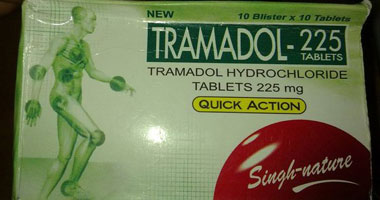 NEW
10 Blister x 10 Tablets
TRAMADOL-225
TABLETS
TRAMADOL HYDROCHLORIDE
TABLETS 225 mg
QUICK ACTION
Singh-nature